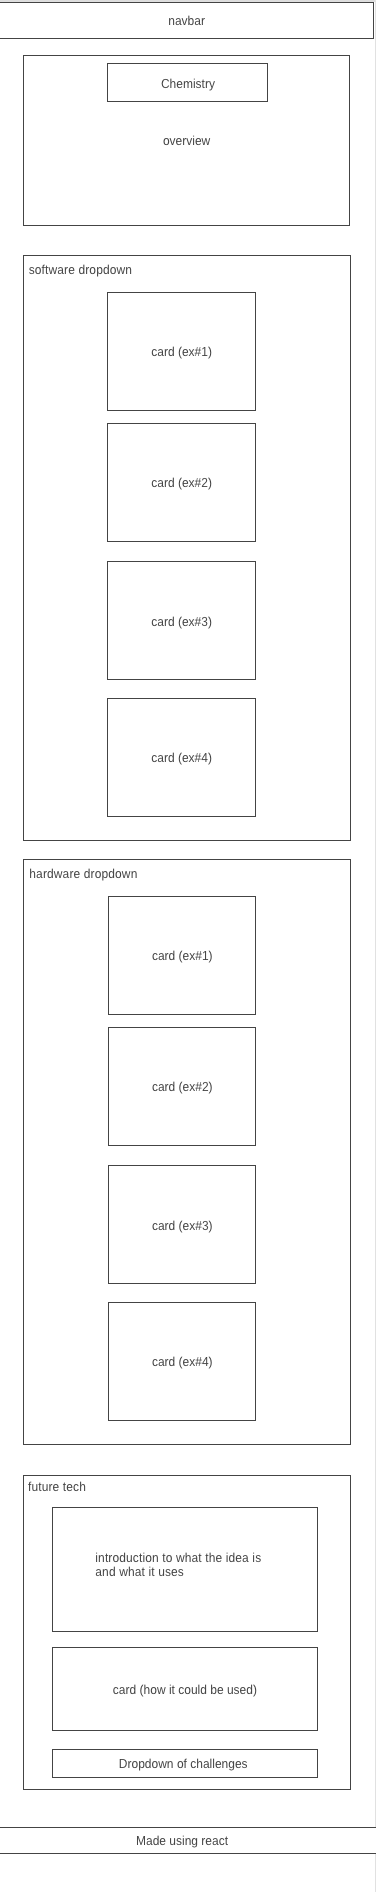 navbar
Chemistry
overview
software dropdown
card (ex#1)
card (ex#2)
card (ex#3)
card (ex#4)
hardware dropdown
card (ex#1)
card (ex#2)
card (ex#3)
card (ex#4)
future tech
introduction to what the idea is
and what it uses
card (how it could be used)
Dropdown of challenges
Made using react